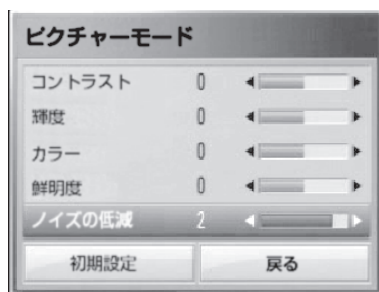 ピクチャーモード
コントラスト 0
輝度 0
カラー 0
鮮明度 0
ノイズの低減 2
初期設定 戻る